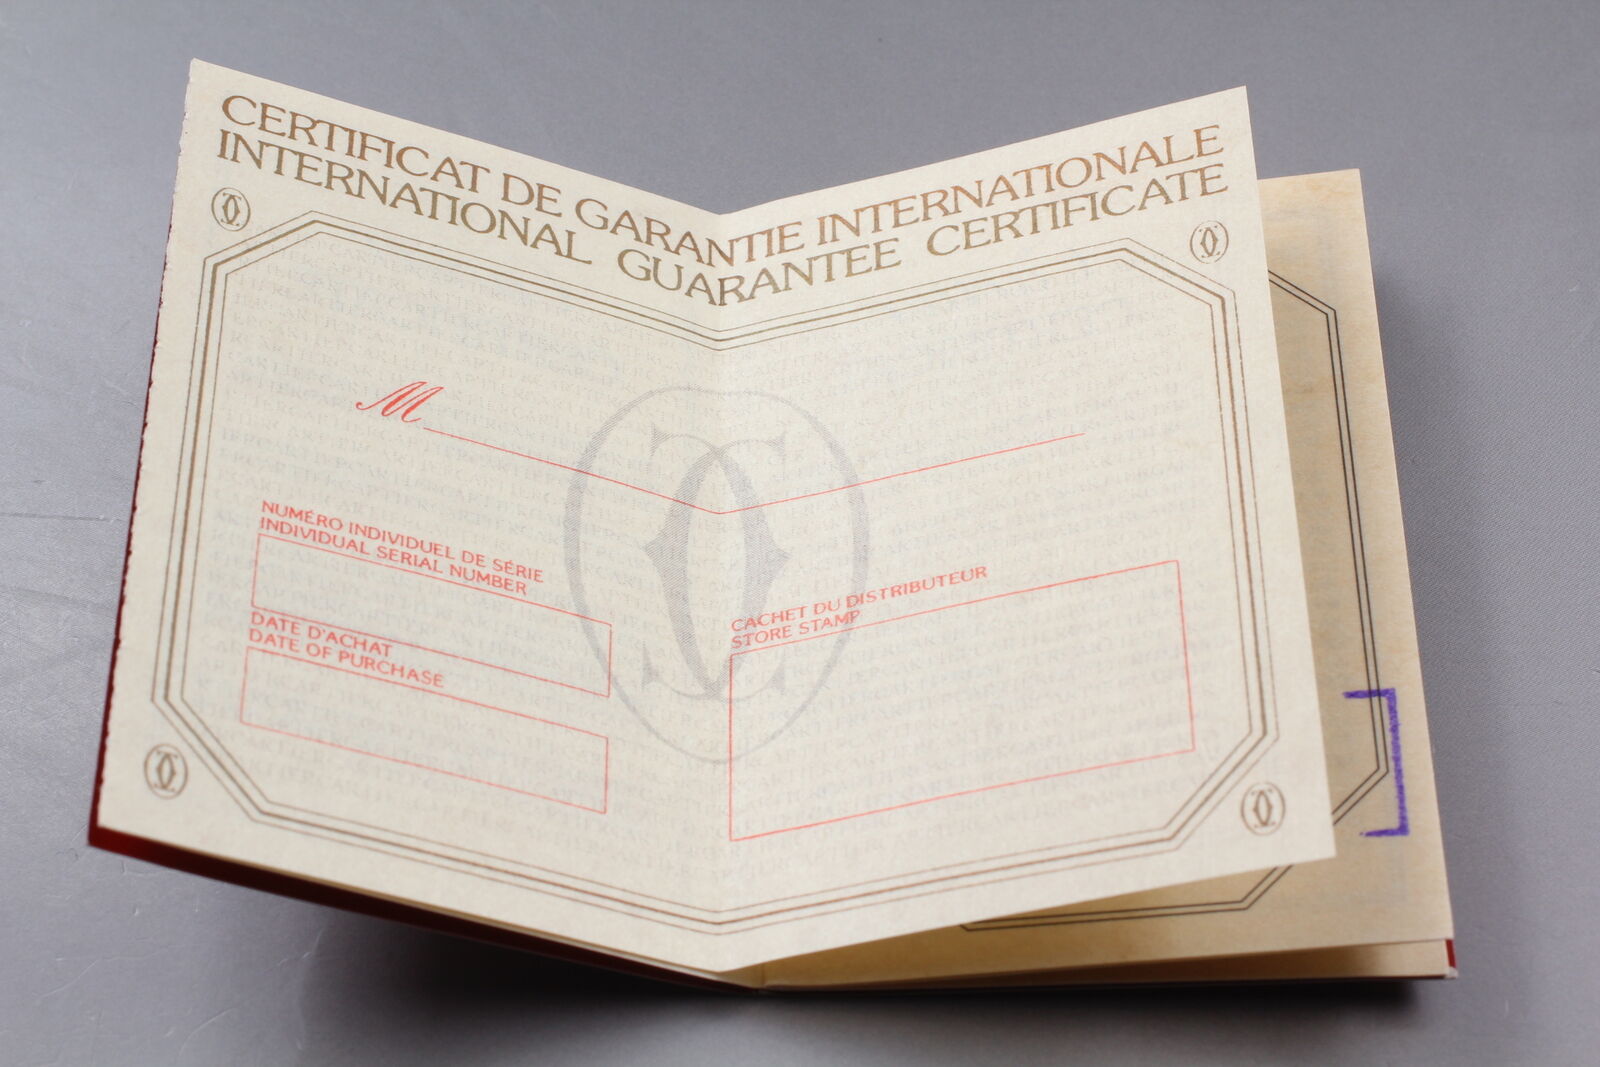 CERTIFICAT DE GARANTIE INTERNATIONALE
INTERNATIONAL GUARANTEE CERTIFICATE
M
NUMÉRO INDIVIDUEL DE SÉRIE
INDIVIDUAL SERIAL NUMBER
DATE D'ACHAT
DATE OF PURCHASE
CACHET DU DISTRIBUTEUR
STORE STAMP